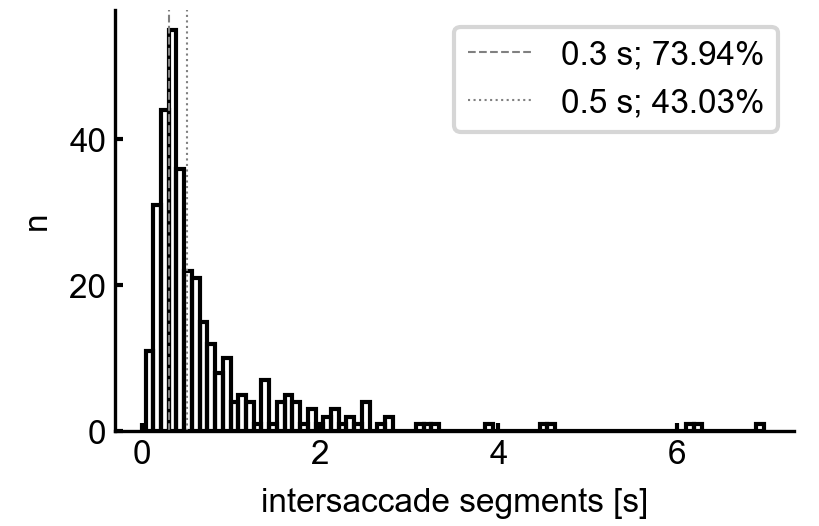 0.3 s; 73.94%
0.5 s; 43.03%
40
20
0
n
0 2 4 6
intersaccade segments [s]